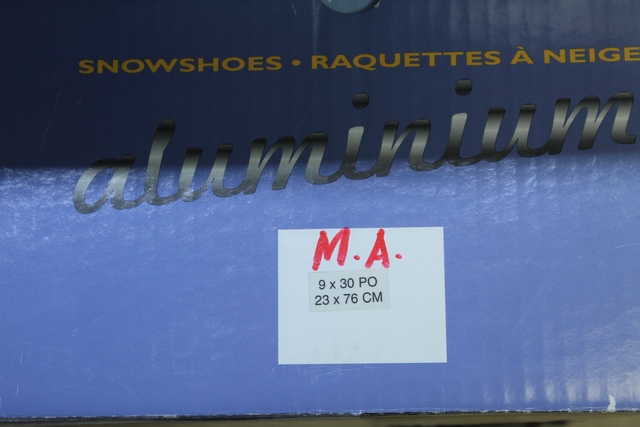 SNOWSHOES • RAQUETTES À NEIGE
aluminium
M.A.
9 x 30 PO
23 x 76 CM